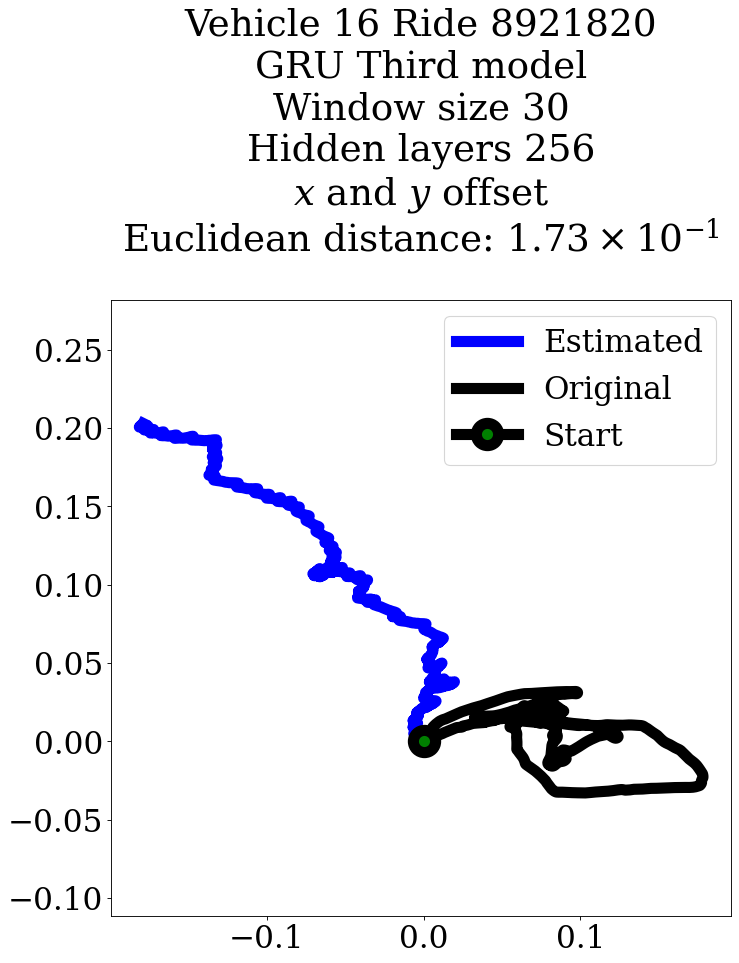 Vehicle 16 Ride 8921820
GRU Third model
Window size 30
Hidden layers 256
x and y offset
Euclidean distance: 1.73 × 10⁻¹
Estimated
Original
Start
0.25
0.20
0.15
0.10
0.05
0.00
−0.05
−0.10
−0.1 0.0 0.1